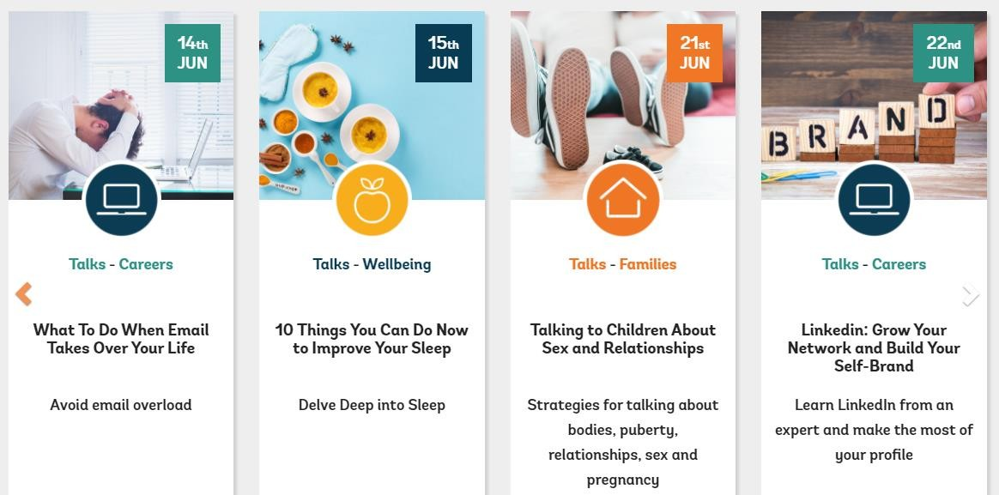 14th
JUN
Talks - Careers
What To Do When Email
Takes Over Your Life
Avoid email overload
15th
JUN
Talks - Wellbeing
10 Things You Can Do Now
to Improve Your Sleep
Delve Deep into Sleep
21st
JUN
Talks - Families
Talking to Children About
Sex and Relationships
Strategies for talking about
bodies, puberty,
relationships, sex and
pregnancy
22nd
JUN
BRAND
Talks - Careers
Linkedin: Grow Your
Network and Build Your
Self-Brand
Learn LinkedIn from an
expert and make the most of
your profile